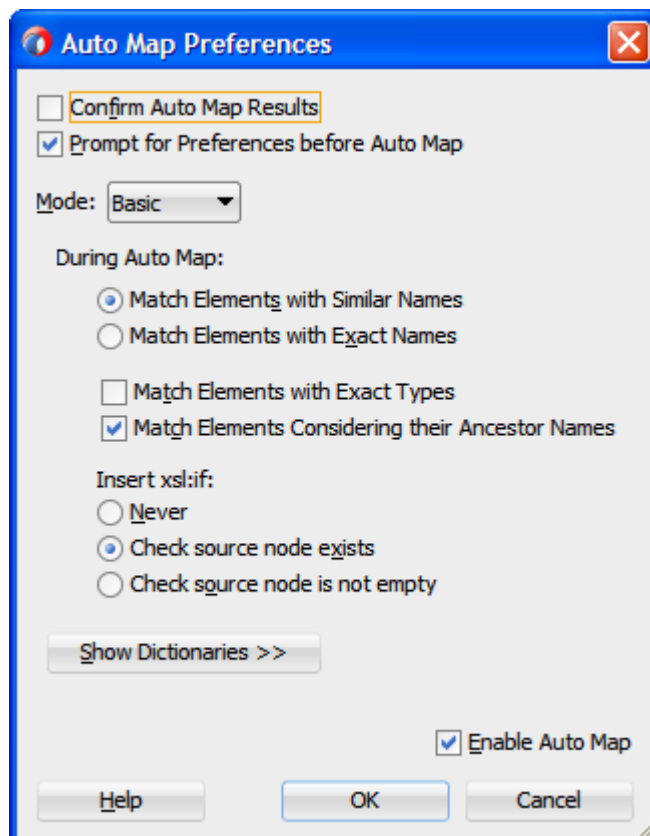 Auto Map Preferences
Confirm Auto Map Results
Prompt for Preferences before Auto Map
Mode: Basic
During Auto Map:
Match Elements with Similar Names
Match Elements with Exact Names
Match Elements with Exact Types
Match Elements Considering their Ancestor Names
Insert xsl:if:
Never
Check source node exists
Check source node is not empty
Show Dictionaries >>
Enable Auto Map
Help OK Cancel